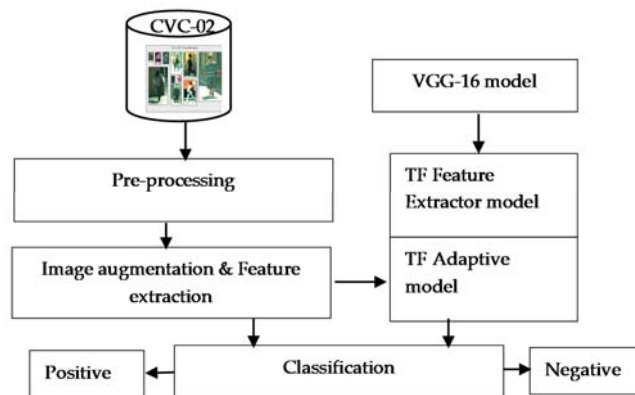 CVC-02
VGG-16 model
Pre-processing
TF Feature
Extractor model
Image augmentation & Feature
extraction
TF Adaptive
model
Positive
Classification
Negative